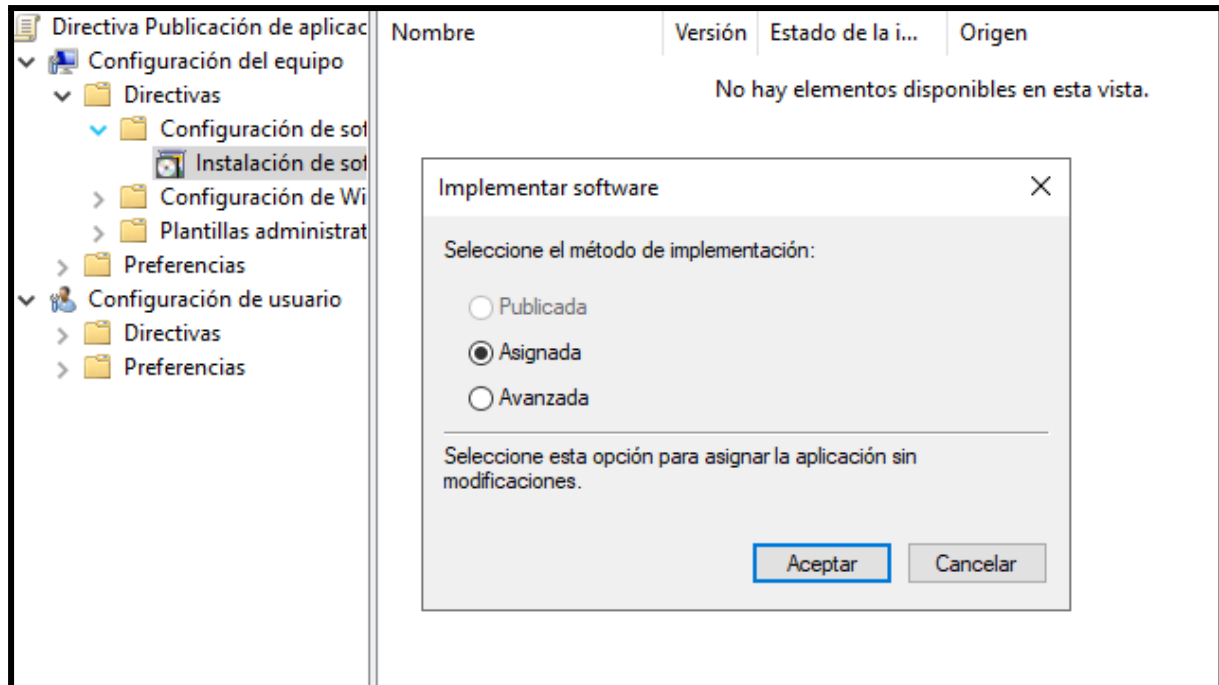 Directiva Publicación de aplicac
Configuración del equipo
Directivas
Configuración de sof
Instalación de sof
Configuración de Wi
Plantillas administrat
Preferencias
Configuración de usuario
Directivas
Preferencias
Nombre Versión Estado de la i... Origen
No hay elementos disponibles en esta vista.
Implementar software
Seleccione el método de implementación:
Publicada
Asignada
Avanzada
Seleccione esta opción para asignar la aplicación sin
modificaciones.
Aceptar Cancelar